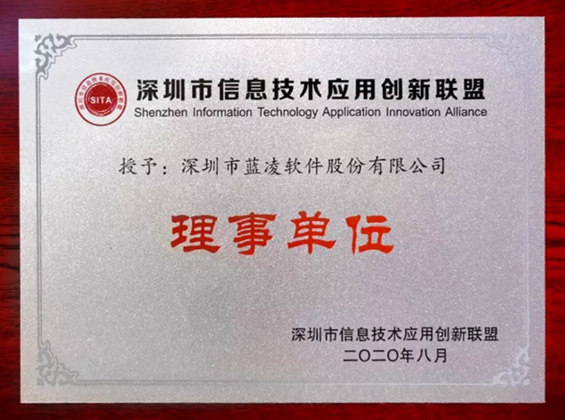 SITA
深圳市信息技术应用创新联盟
Shenzhen Information Technology Application Innovation Alliance
授予：深圳市蓝凌软件股份有限公司
理事单位
深圳市信息技术应用创新联盟
二〇二〇年八月